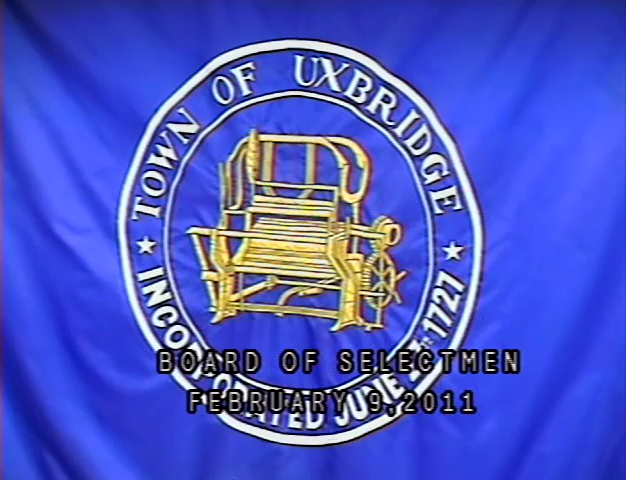 TOWN OF UXBRIDGE
INCORPORATED JUNE 1727
BOARD OF SELECTMEN
FEBRUARY 9,2011